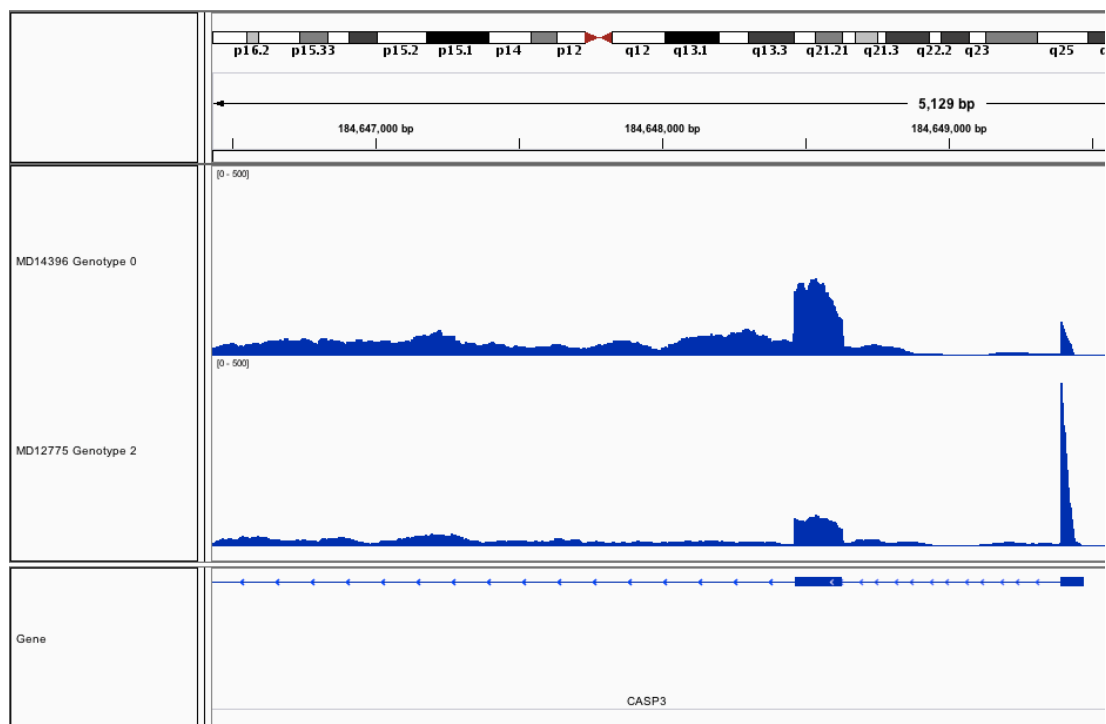 p16.2 p15.33 p15.2 p15.1 p14 p12 q12 q13.1 q13.3 q21.21 q21.3 q22.2 q23 q25
5,129 bp
184,647,000 bp 184,648,000 bp 184,649,000 bp
[0 - 500]
MD14396 Genotype 0
[0 - 500]
MD12775 Genotype 2
Gene
CASP3